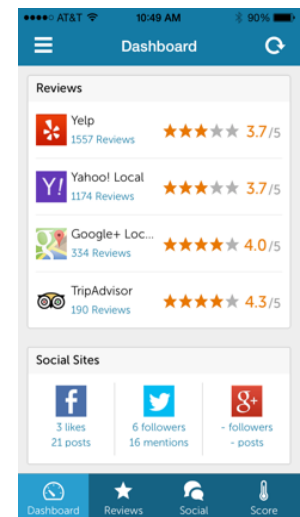 AT&T 10:49 AM 90%
Dashboard
Reviews
Yelp
1557 Reviews
3.7/5
Yahoo! Local
1174 Reviews
3.7/5
Google+ Loc...
334 Reviews
4.0/5
TripAdvisor
190 Reviews
4.3/5
Social Sites
3 likes
21 posts
6 followers
16 mentions
- followers
- posts
Dashboard Reviews Social Score